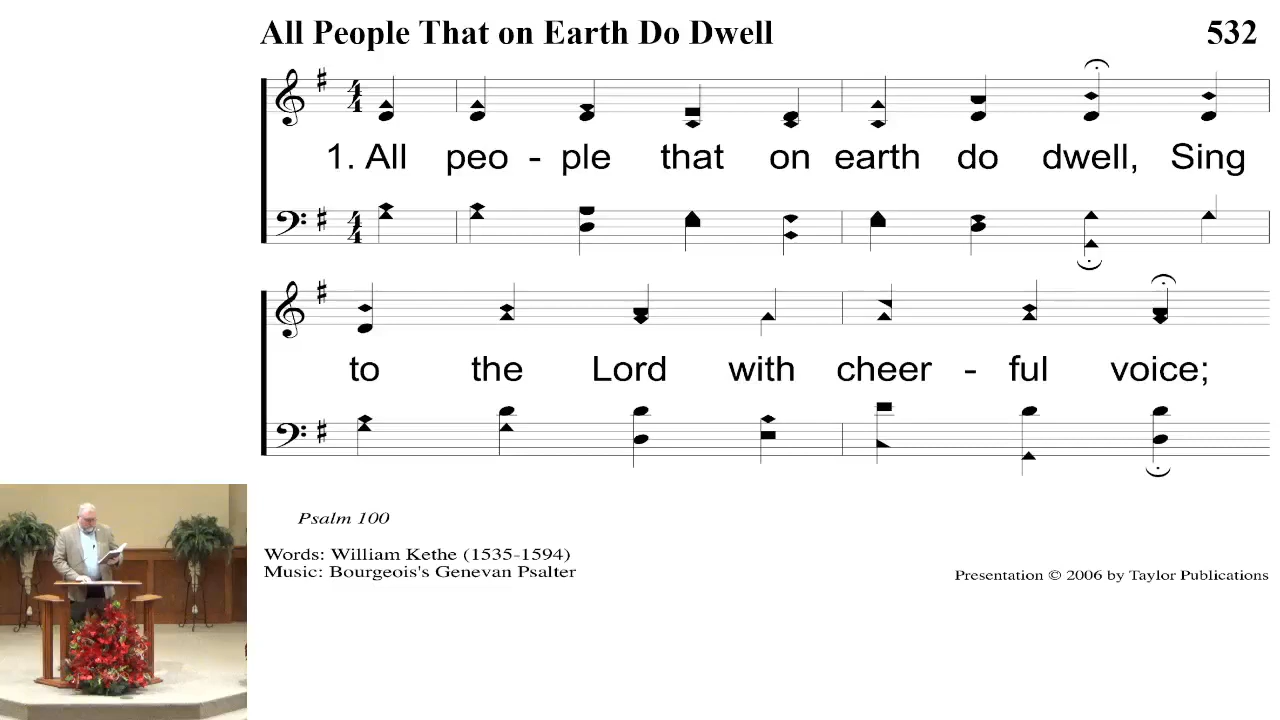 All People That on Earth Do Dwell 532
1. All peo - ple that on earth do dwell, Sing
to the Lord with cheer - ful voice;
Psalm 100
Words: William Kethe (1535-1594)
Music: Bourgeois's Genevan Psalter
Presentation © 2006 by Taylor Publications